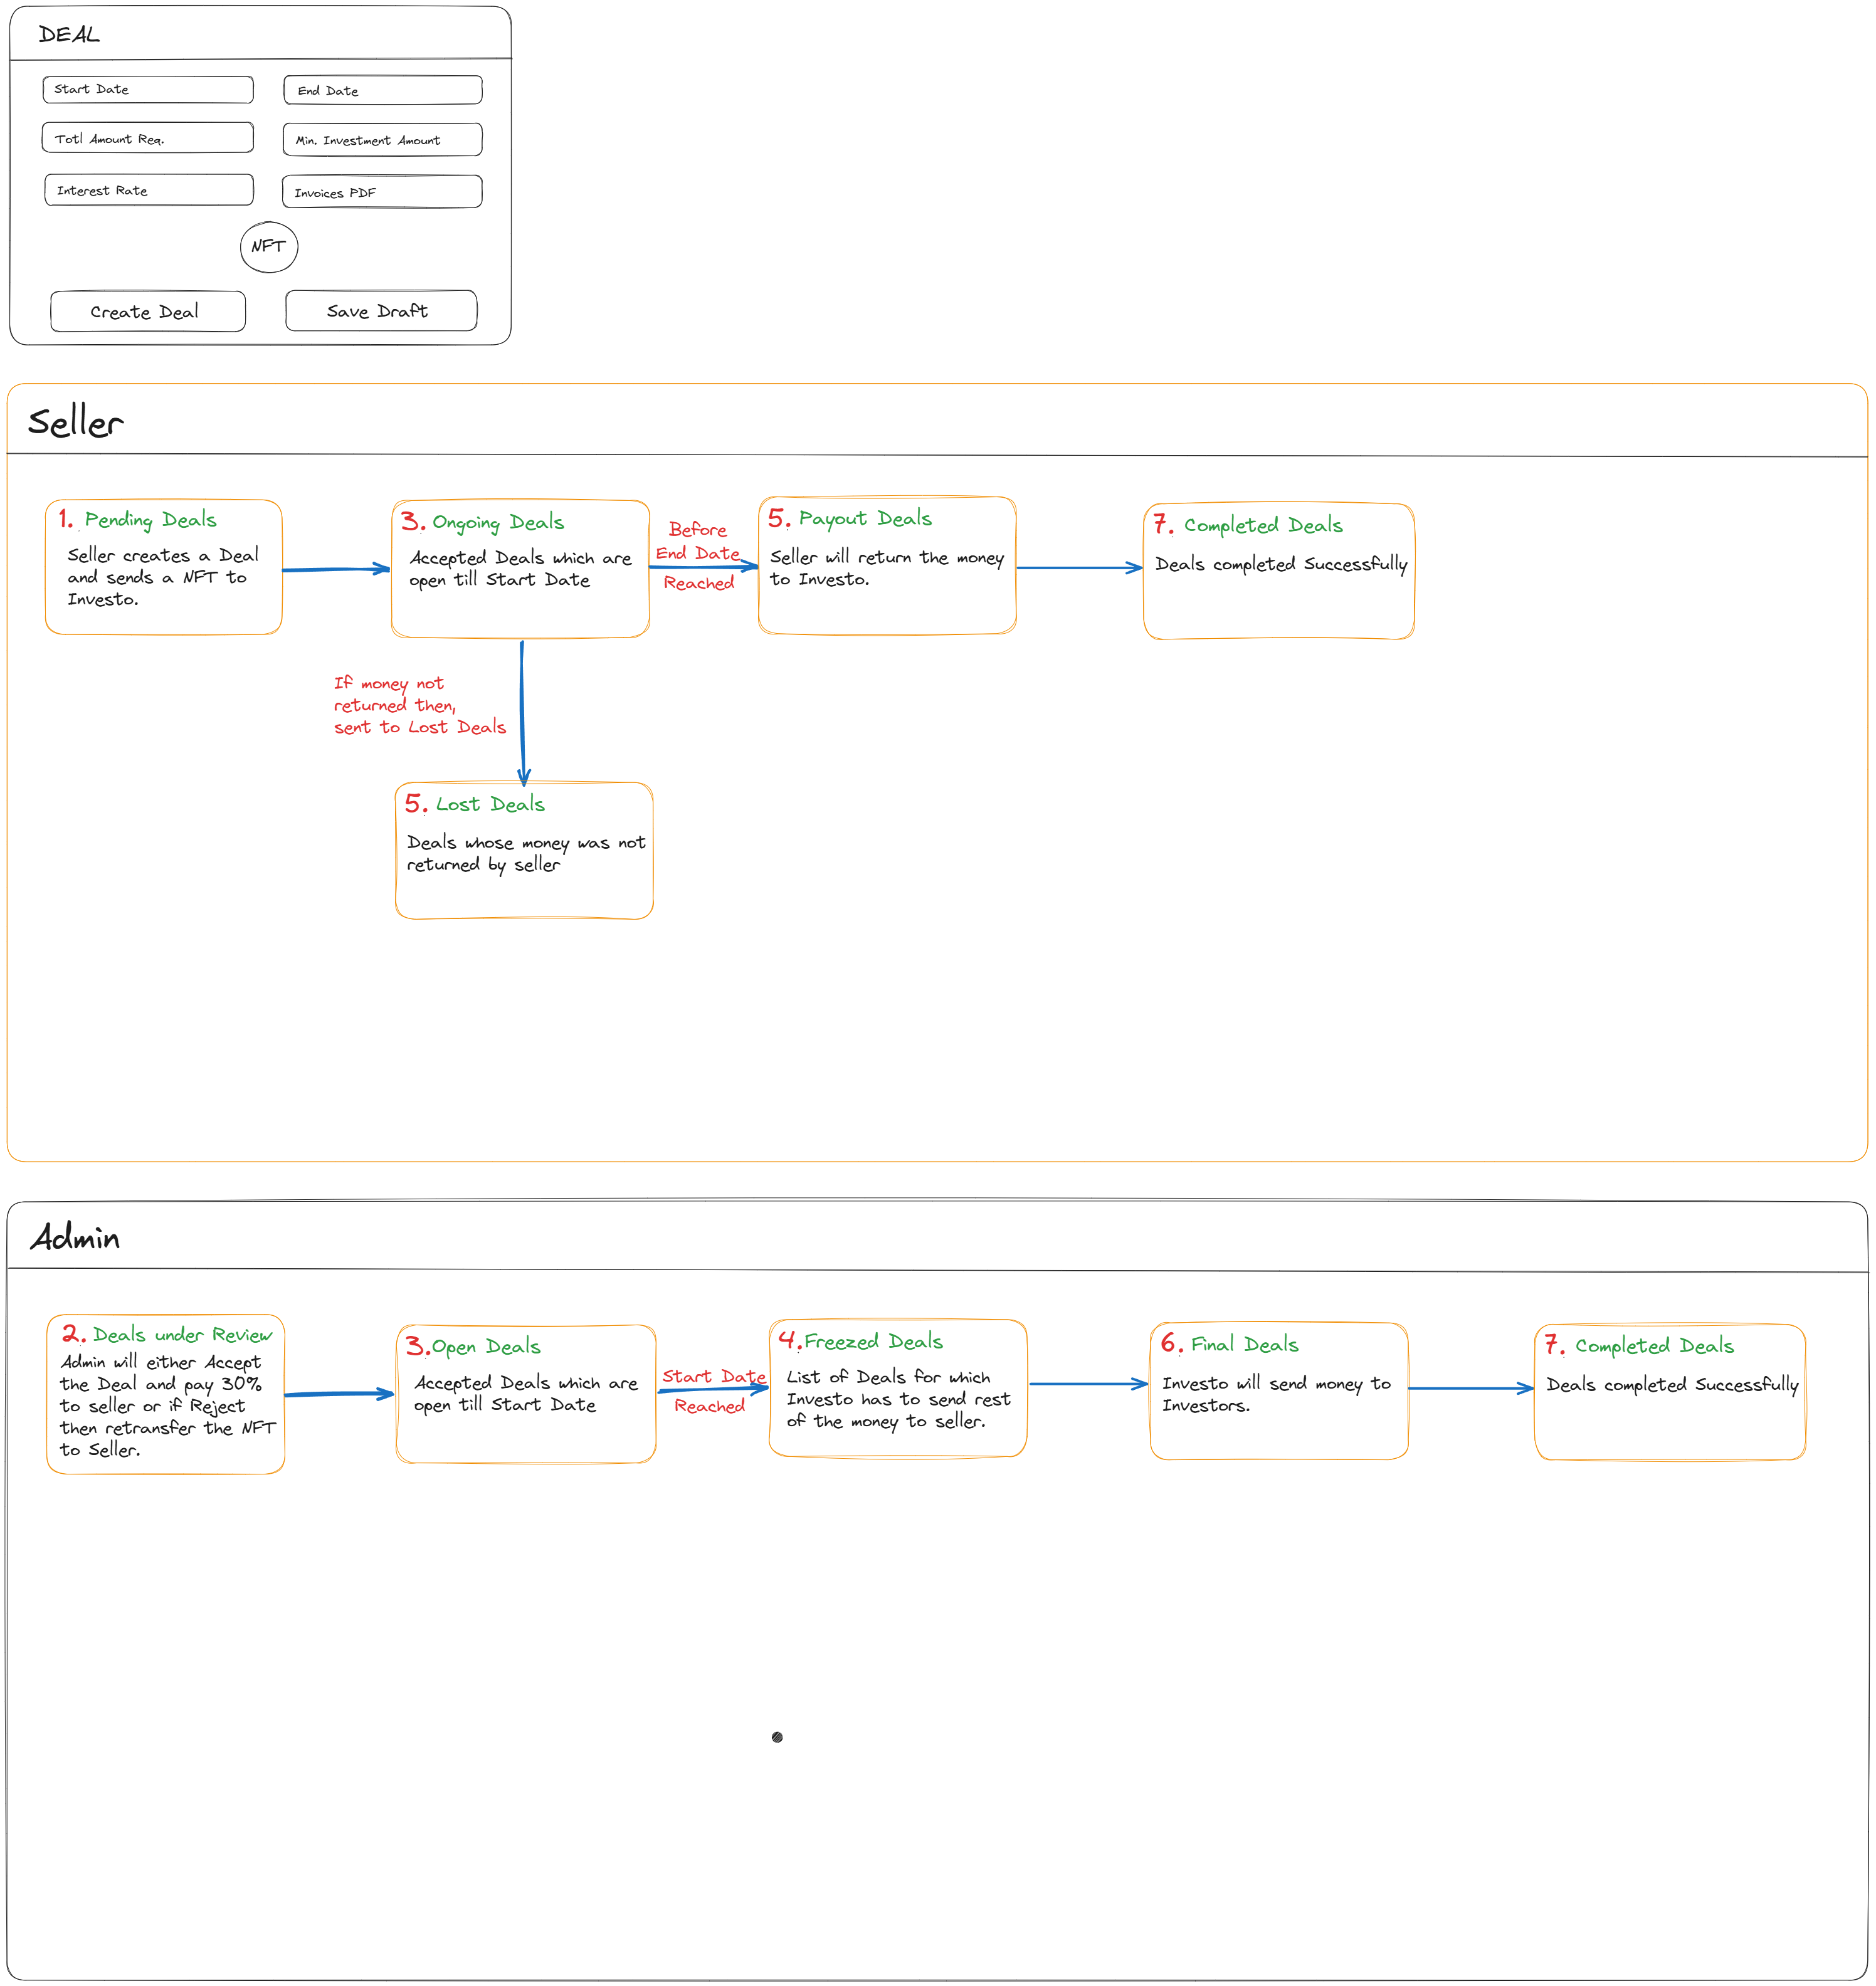 DEAL
Start Date
End Date
Totl Amount Req.
Min. Investment Amount
Interest Rate
Invoices PDF
NFT
Create Deal
Save Draft
Seller
1. Pending Deals
Seller creates a Deal
and sends a NFT to
Investo.
3. Ongoing Deals
Accepted Deals which are
open till Start Date
Before
End Date
Reached
5. Payout Deals
Seller will return the money
to Investo.
7. Completed Deals
Deals completed Successfully
If money not
returned then,
sent to Lost Deals
5. Lost Deals
Deals whose money was not
returned by seller
Admin
2. Deals under Review
Admin will either Accept
the Deal and pay 30%
to seller or if Reject
then retransfer the NFT
to Seller.
3. Open Deals
Accepted Deals which are
open till Start Date
Start Date
Reached
4. Freezed Deals
List of Deals for which
Investo has to send rest
of the money to seller.
6. Final Deals
Investo will send money to
Investors.
7. Completed Deals
Deals completed Successfully